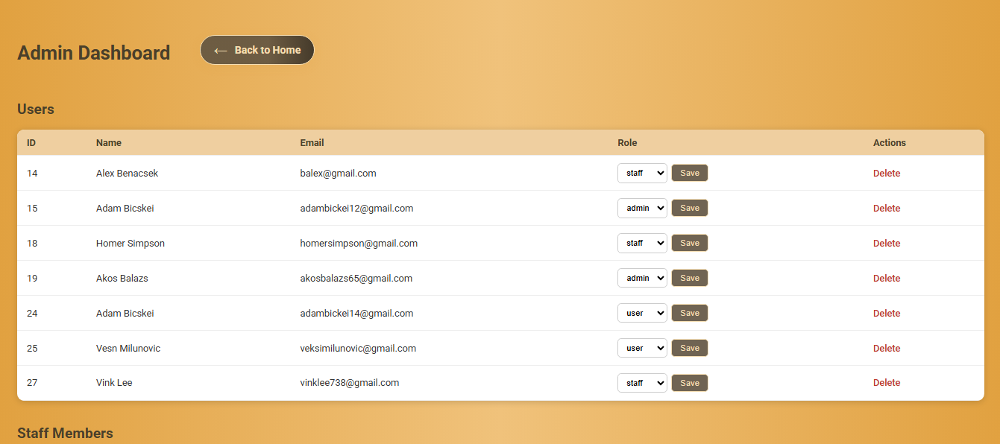 Admin Dashboard ← Back to Home
Users
ID Name Email Role Actions
14 Alex Benacsek balex@gmail.com staff Save Delete
15 Adam Bicskei adambickei12@gmail.com admin Save Delete
18 Homer Simpson homersimpson@gmail.com staff Save Delete
19 Akos Balazs akosbalazs65@gmail.com admin Save Delete
24 Adam Bicskei adambickei14@gmail.com user Save Delete
25 Vesn Milunovic veksimilunovic@gmail.com user Save Delete
27 Vink Lee vinklee738@gmail.com staff Save Delete
Staff Members